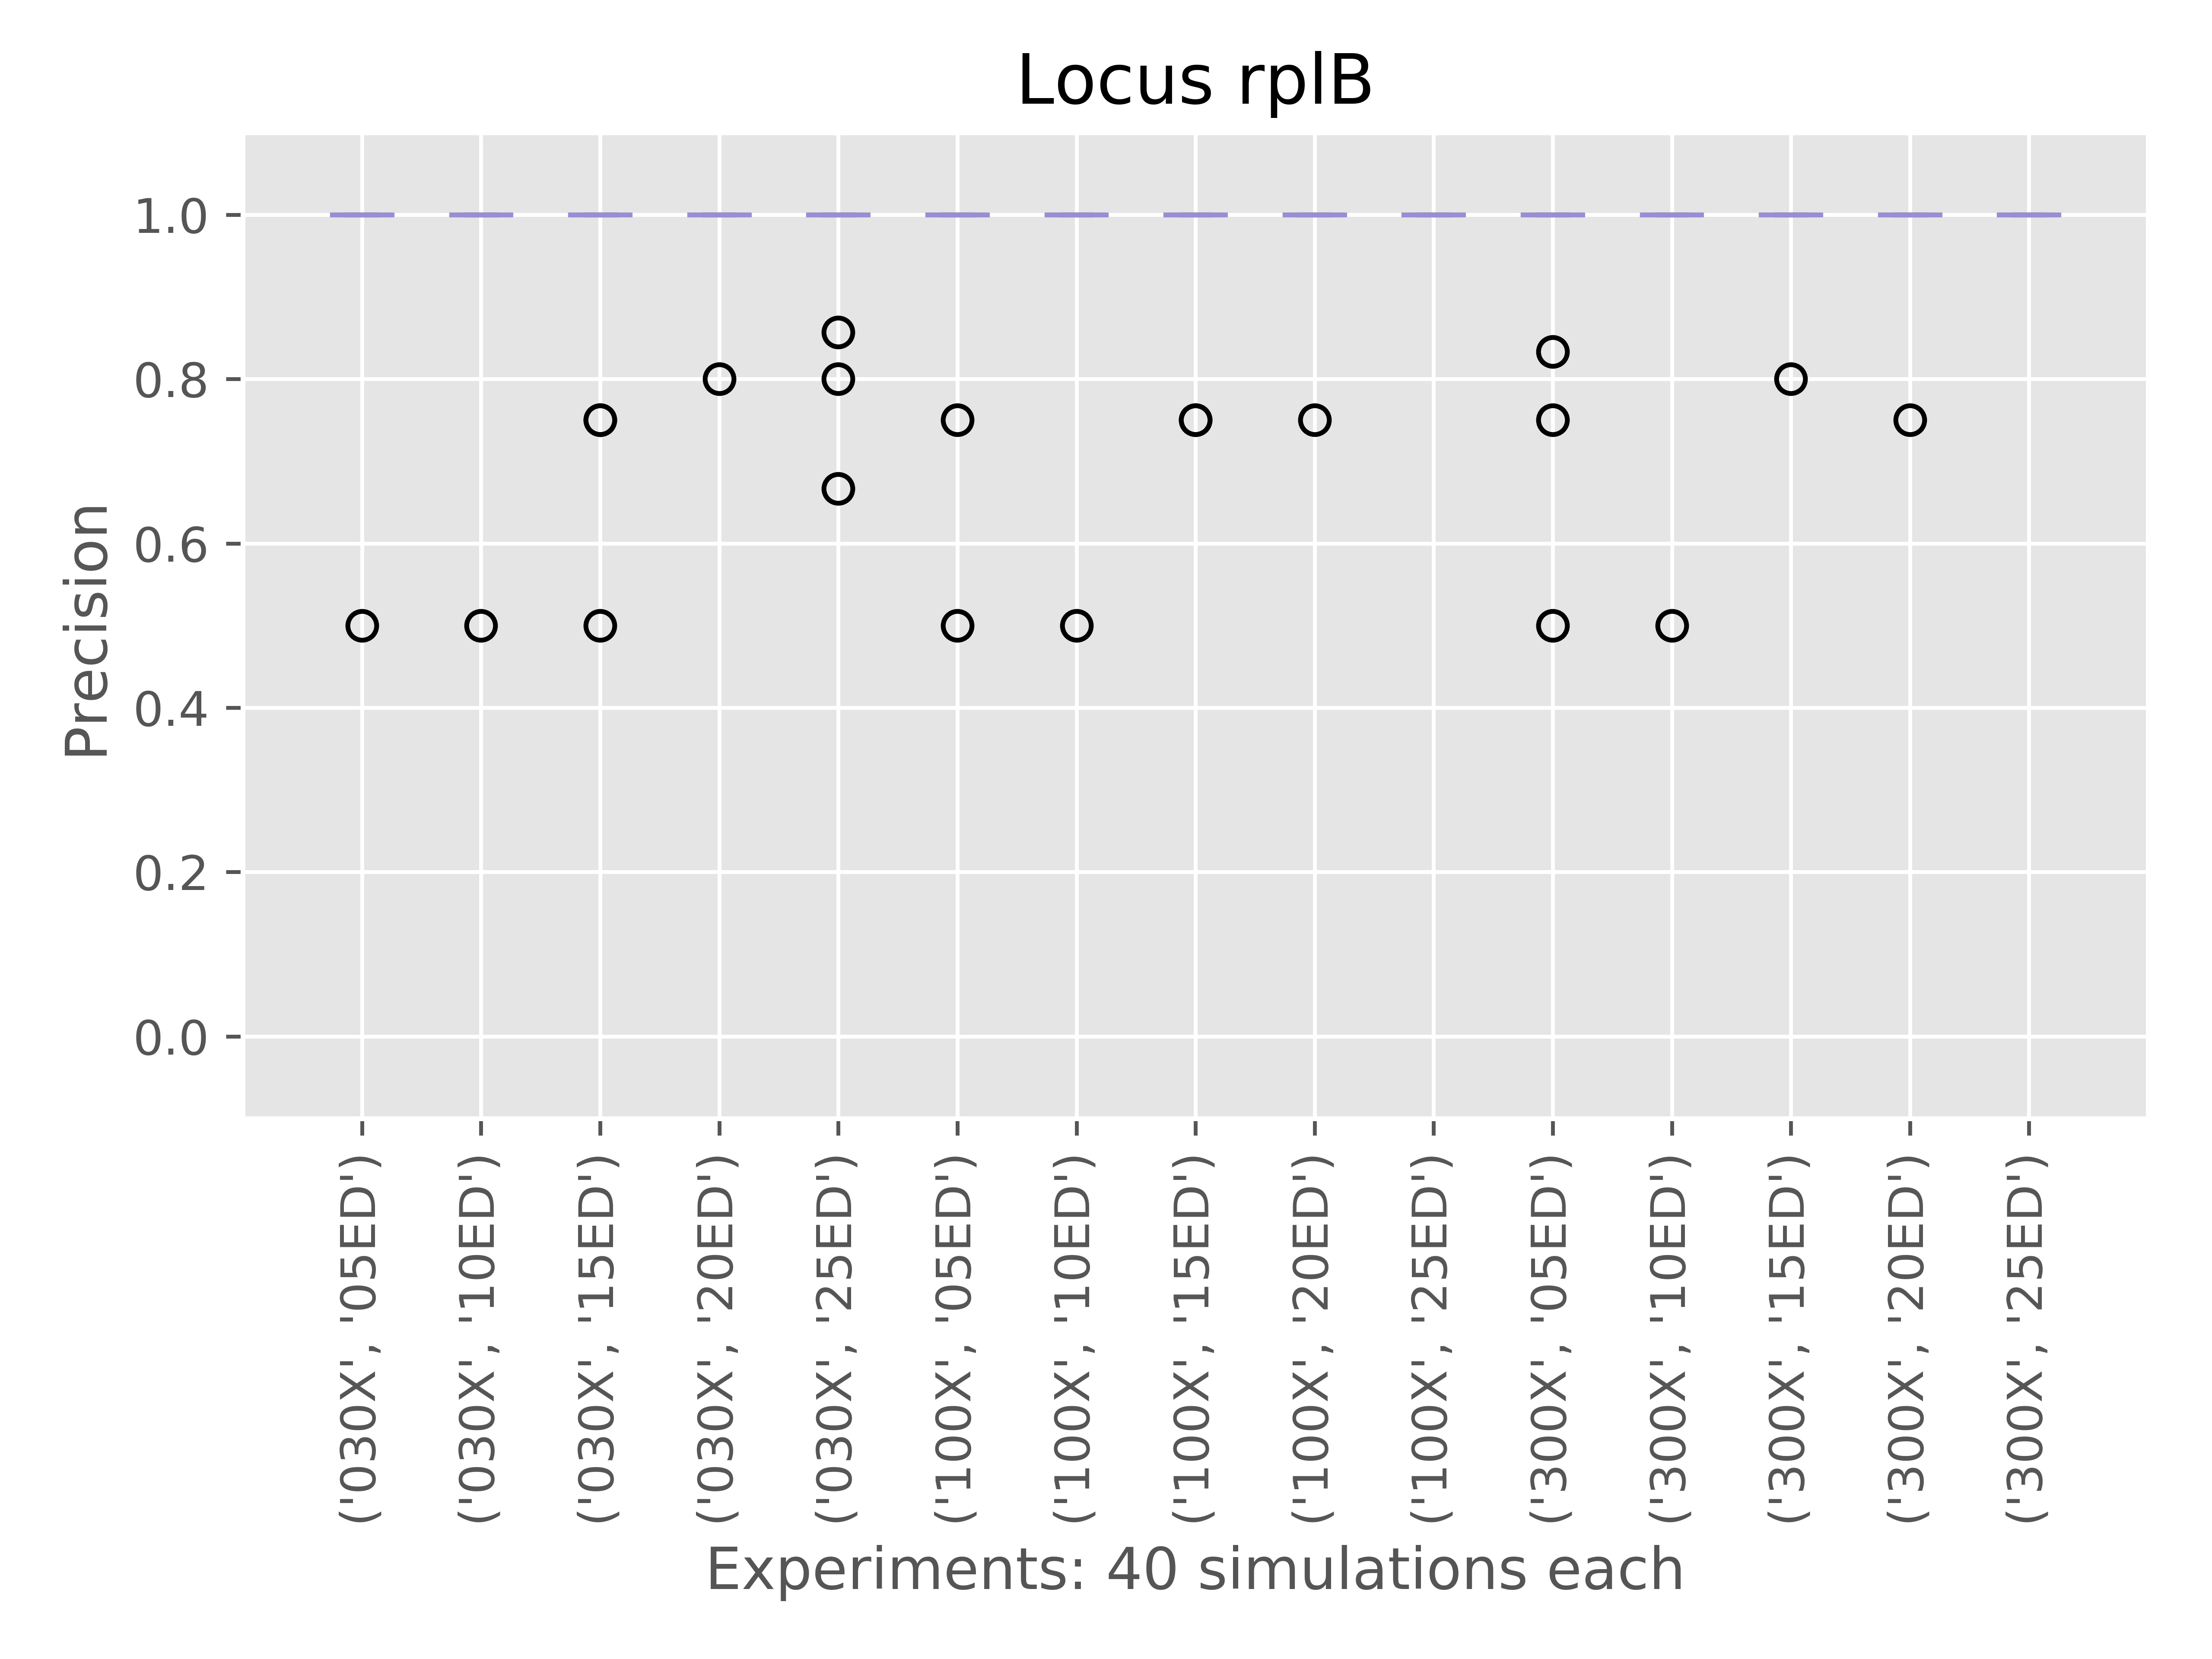 Locus rplB
Precision
1.0
0.8
0.6
0.4
0.2
0.0
('030X', '05ED')
('030X', '10ED')
('030X', '15ED')
('030X', '20ED')
('030X', '25ED')
('100X', '05ED')
('100X', '10ED')
('100X', '15ED')
('100X', '20ED')
('100X', '25ED')
('300X', '05ED')
('300X', '10ED')
('300X', '15ED')
('300X', '20ED')
('300X', '25ED')
Experiments: 40 simulations each